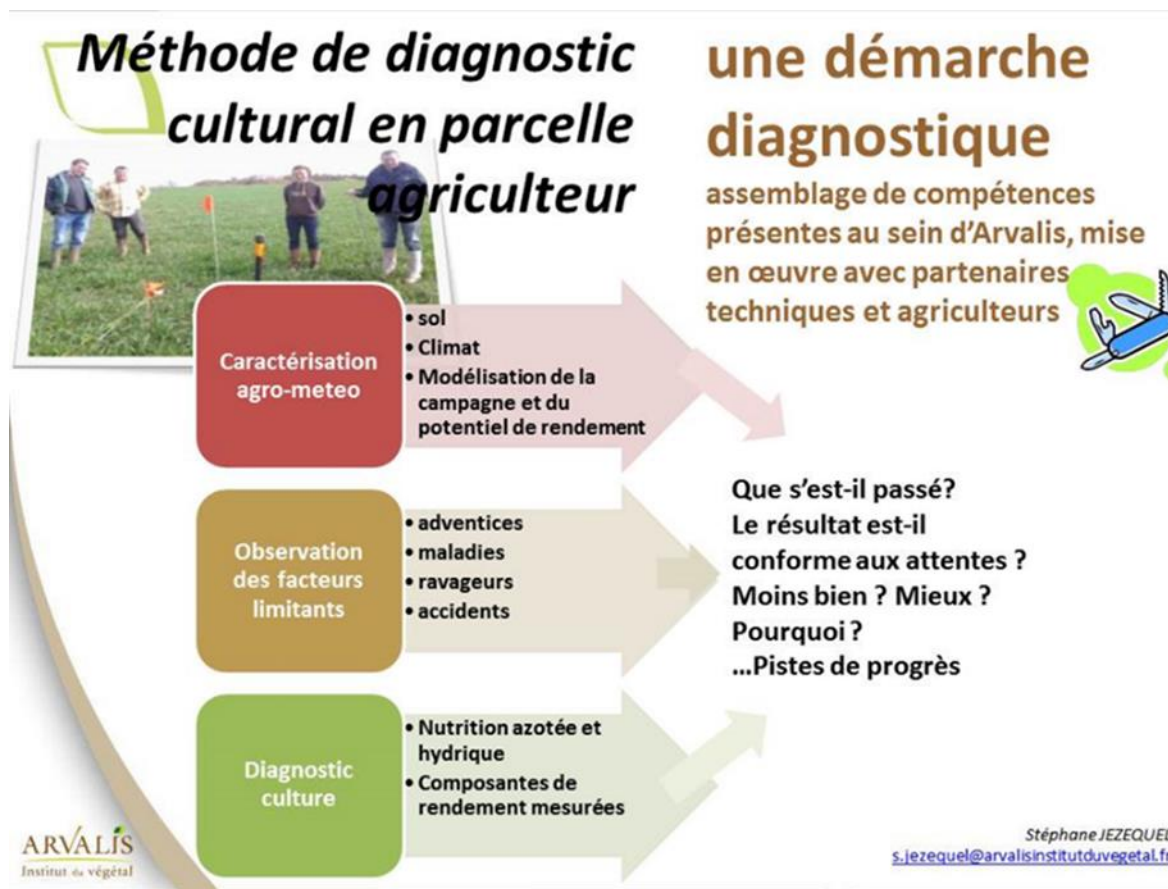 Méthode de diagnostic
cultural en parcelle
agriculteur
une démarche
diagnostique
assemblage de compétences
présentes au sein d'Arvalis, mise
en œuvre avec partenaires
techniques et agriculteurs
Caractérisation
agro-meteo
• sol
• Climat
• Modélisation de la
campagne et du
potentiel de rendement
Observation
des facteurs
limitants
• adventices
• maladies
• ravageurs
• accidents
Diagnostic
culture
• Nutrition azotée et
hydrique
• Composantes de
rendement mesurées
Que s'est-il passé?
Le résultat est-il
conforme aux attentes ?
Moins bien ? Mieux ?
Pourquoi ?
...Pistes de progrès
ARVALIS
Institut du végétal
Stéphane JEZEQUEL
s.jezequel@arvalisinstitutduvegetal.fr